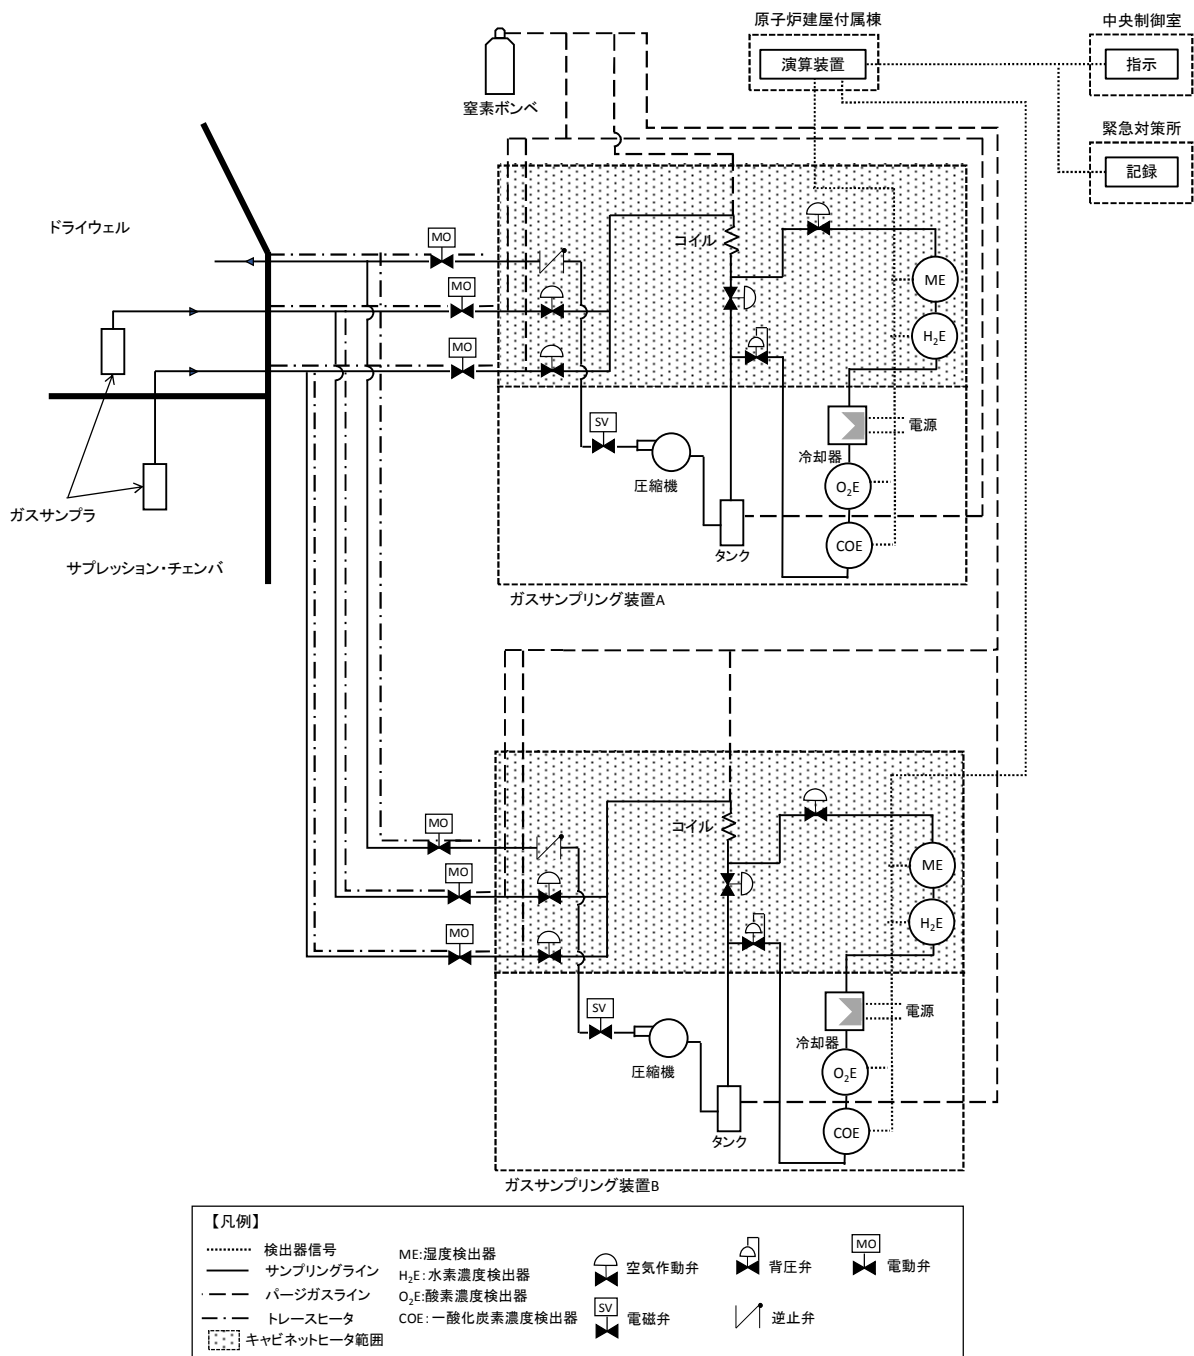 原子炉建屋付属棟
中央制御室
演算装置
指示
窒素ボンベ
緊急対策所
記録
ドライウェル
MO
コイル
MO
ME
MO
H₂E
SV
電源
冷却器
圧縮機
O₂E
ガスサンプラ
COE
タンク
サプレッション・チェンバ
ガスサンプリング装置A
MO
コイル
MO
ME
MO
H₂E
SV
電源
冷却器
圧縮機
O₂E
COE
タンク
ガスサンプリング装置B
【凡例】
検出器信号
サンプリングライン
パージガスライン
トレースヒータ
キャビネットヒータ範囲
ME:湿度検出器
H₂E:水素濃度検出器
O₂E:酸素濃度検出器
COE:一酸化炭素濃度検出器
空気作動弁
SV
電磁弁
背圧弁
逆止弁
MO
電動弁